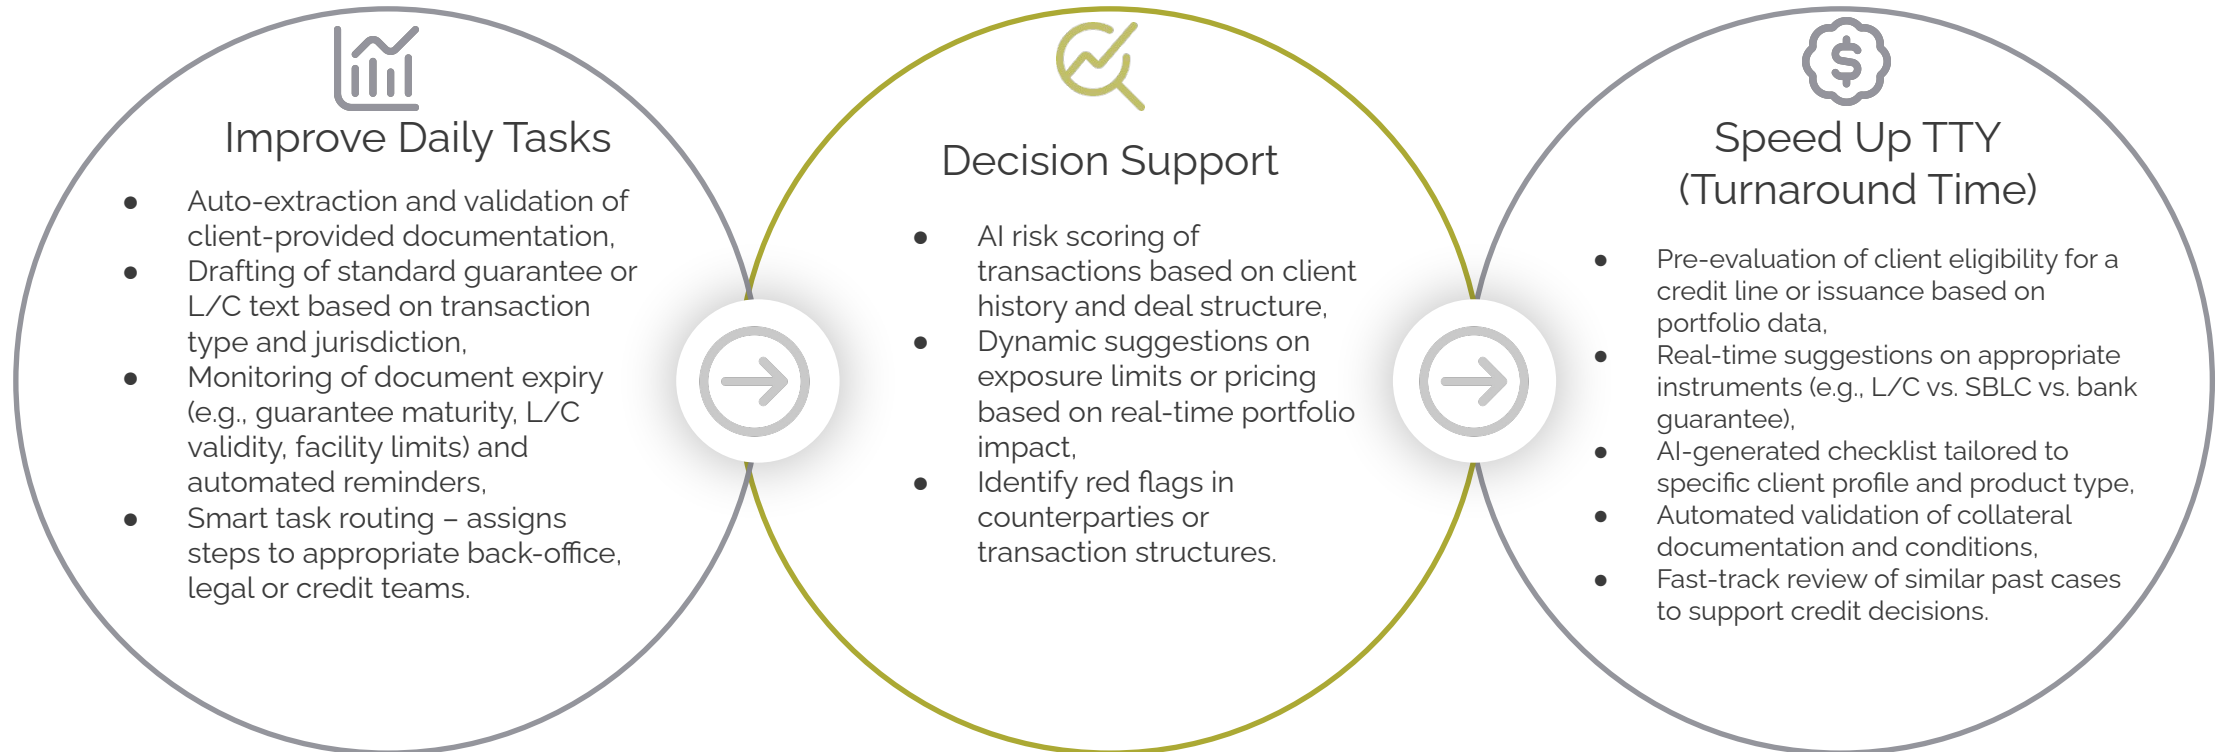 Improve Daily Tasks
● Auto-extraction and validation of
client-provided documentation,
● Drafting of standard guarantee or
L/C text based on transaction
type and jurisdiction,
● Monitoring of document expiry
(e.g., guarantee maturity, L/C
validity, facility limits) and
automated reminders,
● Smart task routing – assigns
steps to appropriate back-office,
legal or credit teams.
Decision Support
● AI risk scoring of
transactions based on client
history and deal structure,
● Dynamic suggestions on
exposure limits or pricing
based on real-time portfolio
impact,
● Identify red flags in
counterparties or
transaction structures.
$
Speed Up TTY
(Turnaround Time)
● Pre-evaluation of client eligibility for a
credit line or issuance based on
portfolio data,
● Real-time suggestions on appropriate
instruments (e.g., L/C vs. SBLC vs. bank
guarantee),
● AI-generated checklist tailored to
specific client profile and product type,
● Automated validation of collateral
documentation and conditions,
● Fast-track review of similar past cases
to support credit decisions.